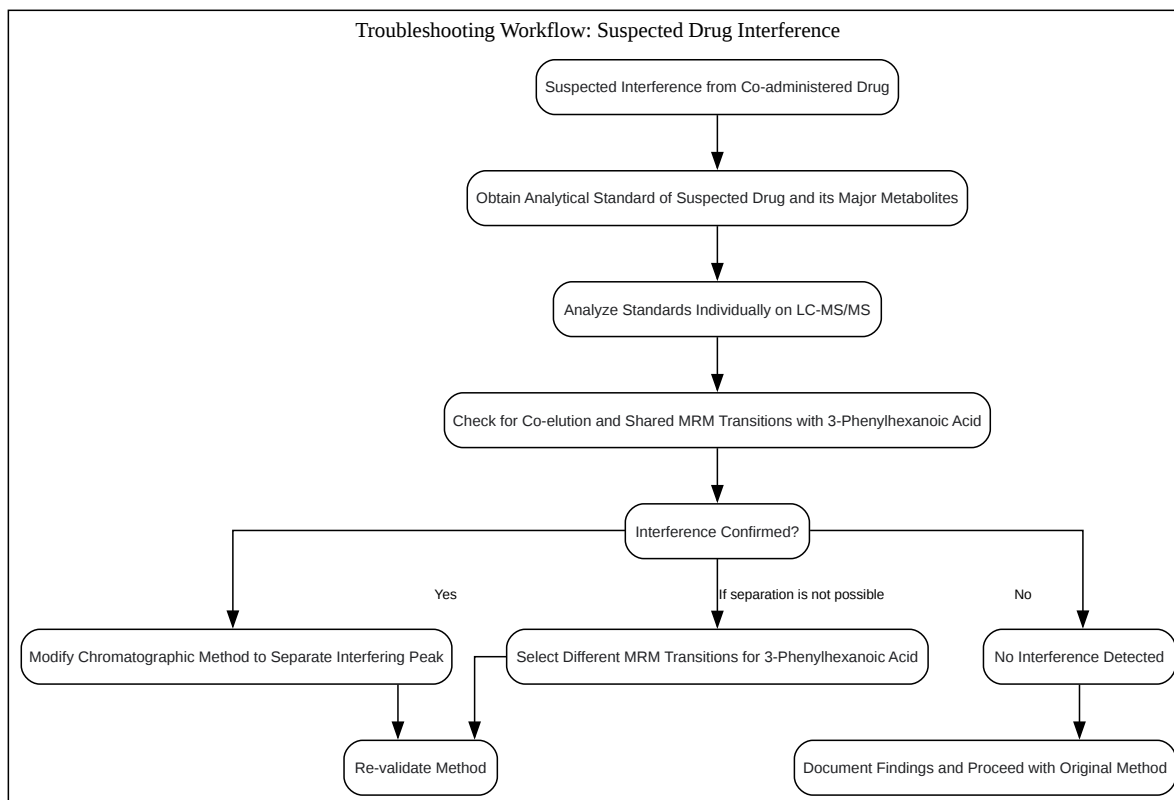 Troubleshooting Workflow: Suspected Drug Interference
Suspected Interference from Co-administered Drug
Obtain Analytical Standard of Suspected Drug and its Major Metabolites
Analyze Standards Individually on LC-MS/MS
Check for Co-elution and Shared MRM Transitions with 3-Phenylhexanoic Acid
Interference Confirmed?
Yes
If separation is not possible
No
Modify Chromatographic Method to Separate Interfering Peak
Select Different MRM Transitions for 3-Phenylhexanoic Acid
No Interference Detected
Re-validate Method
Document Findings and Proceed with Original Method